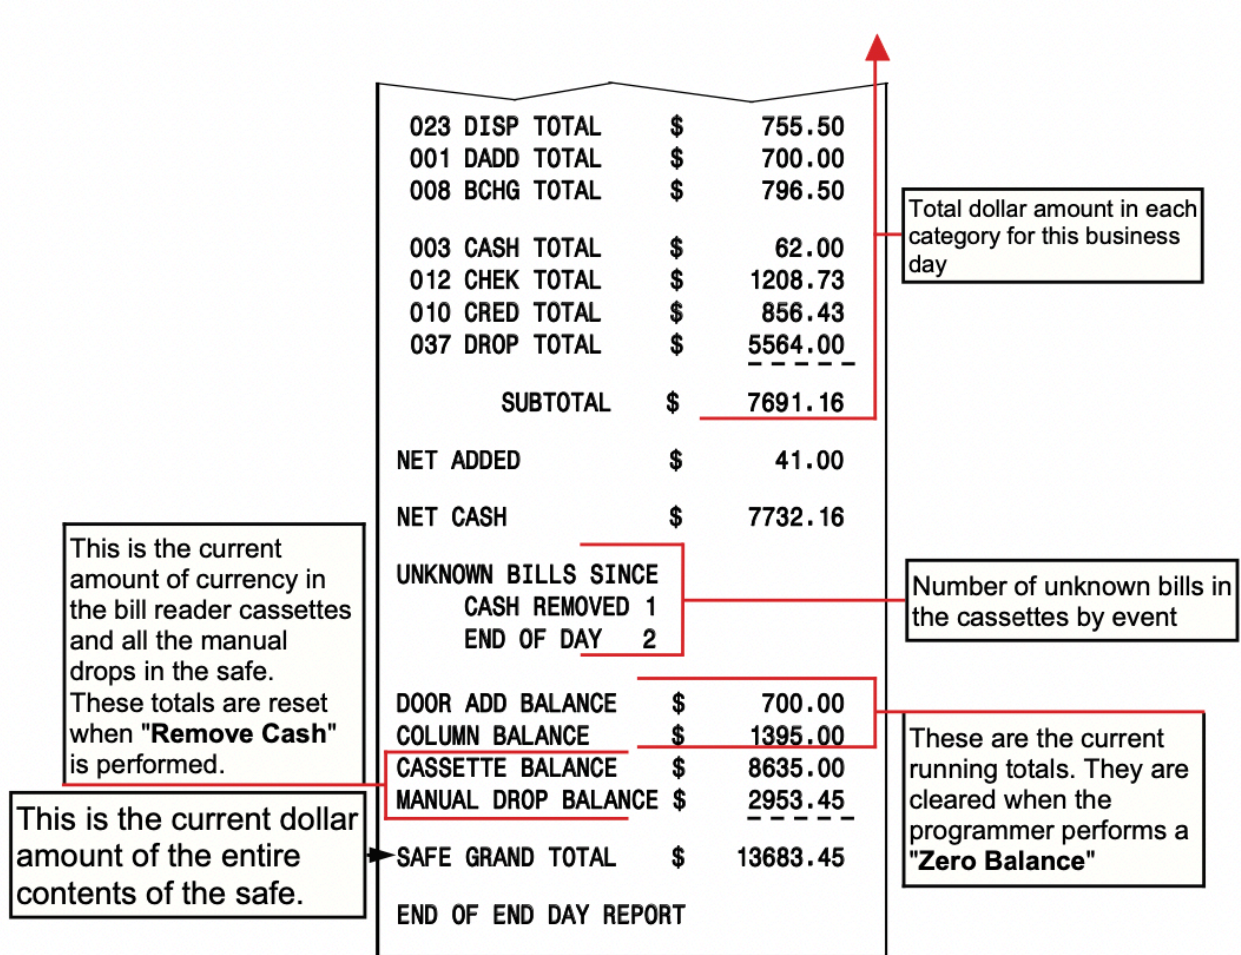 023 DISP TOTAL $ 755.50
001 DADD TOTAL $ 700.00
008 BCHG TOTAL $ 796.50
003 CASH TOTAL $ 62.00
012 CHEK TOTAL $ 1208.73
010 CRED TOTAL $ 856.43
037 DROP TOTAL $ 5564.00
SUBTOTAL $ 7691.16
NET ADDED $ 41.00
NET CASH $ 7732.16
UNKNOWN BILLS SINCE
CASH REMOVED 1
END OF DAY 2
DOOR ADD BALANCE $ 700.00
COLUMN BALANCE $ 1395.00
CASSETTE BALANCE $ 8635.00
MANUAL DROP BALANCE $ 2953.45
SAFE GRAND TOTAL $ 13683.45
END OF END DAY REPORT
Total dollar amount in each
category for this business
day
Number of unknown bills in
the cassettes by event
These are the current
running totals. They are
cleared when the
programmer performs a
"Zero Balance"
This is the current
amount of currency in
the bill reader cassettes
and all the manual
drops in the safe.
These totals are reset
when "Remove Cash"
is performed.
This is the current dollar
amount of the entire
contents of the safe.